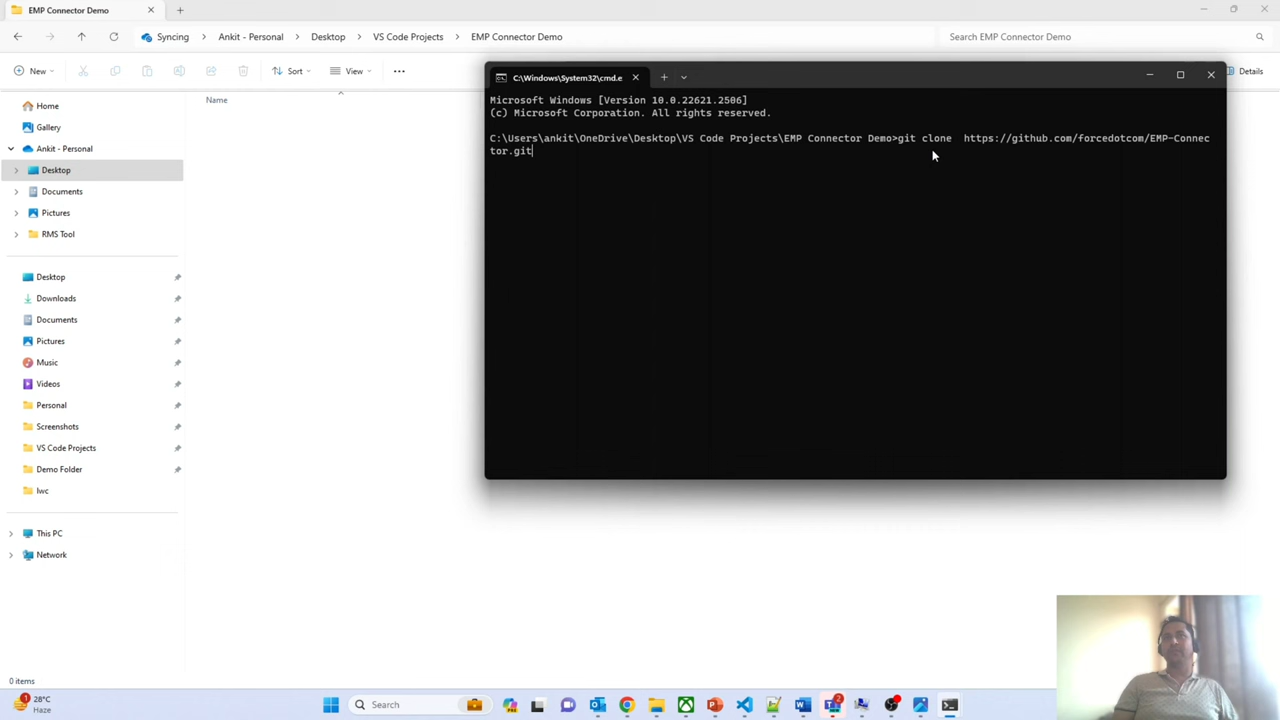 EMP Connector Demo
Syncing
Ankit - Personal
Desktop
VS Code Projects
EMP Connector Demo
Search EMP Connector Demo
New
Sort
View
Details
C:\Windows\System32\cmd.e
Microsoft Windows [Version 10.0.22621.2506]
(c) Microsoft Corporation. All rights reserved.
C:\Users\ankit\OneDrive\Desktop\VS Code Projects\EMP Connector Demo>git clone  https://github.com/forcedotcom/EMP-Connec
tor.git
Name
Home
Gallery
Ankit - Personal
Desktop
Documents
Pictures
RMS Tool
Desktop
Downloads
Documents
Pictures
Music
Videos
Personal
Screenshots
VS Code Projects
Demo Folder
lwc
This PC
Network
0 items
1
28°C
Haze
Search
2